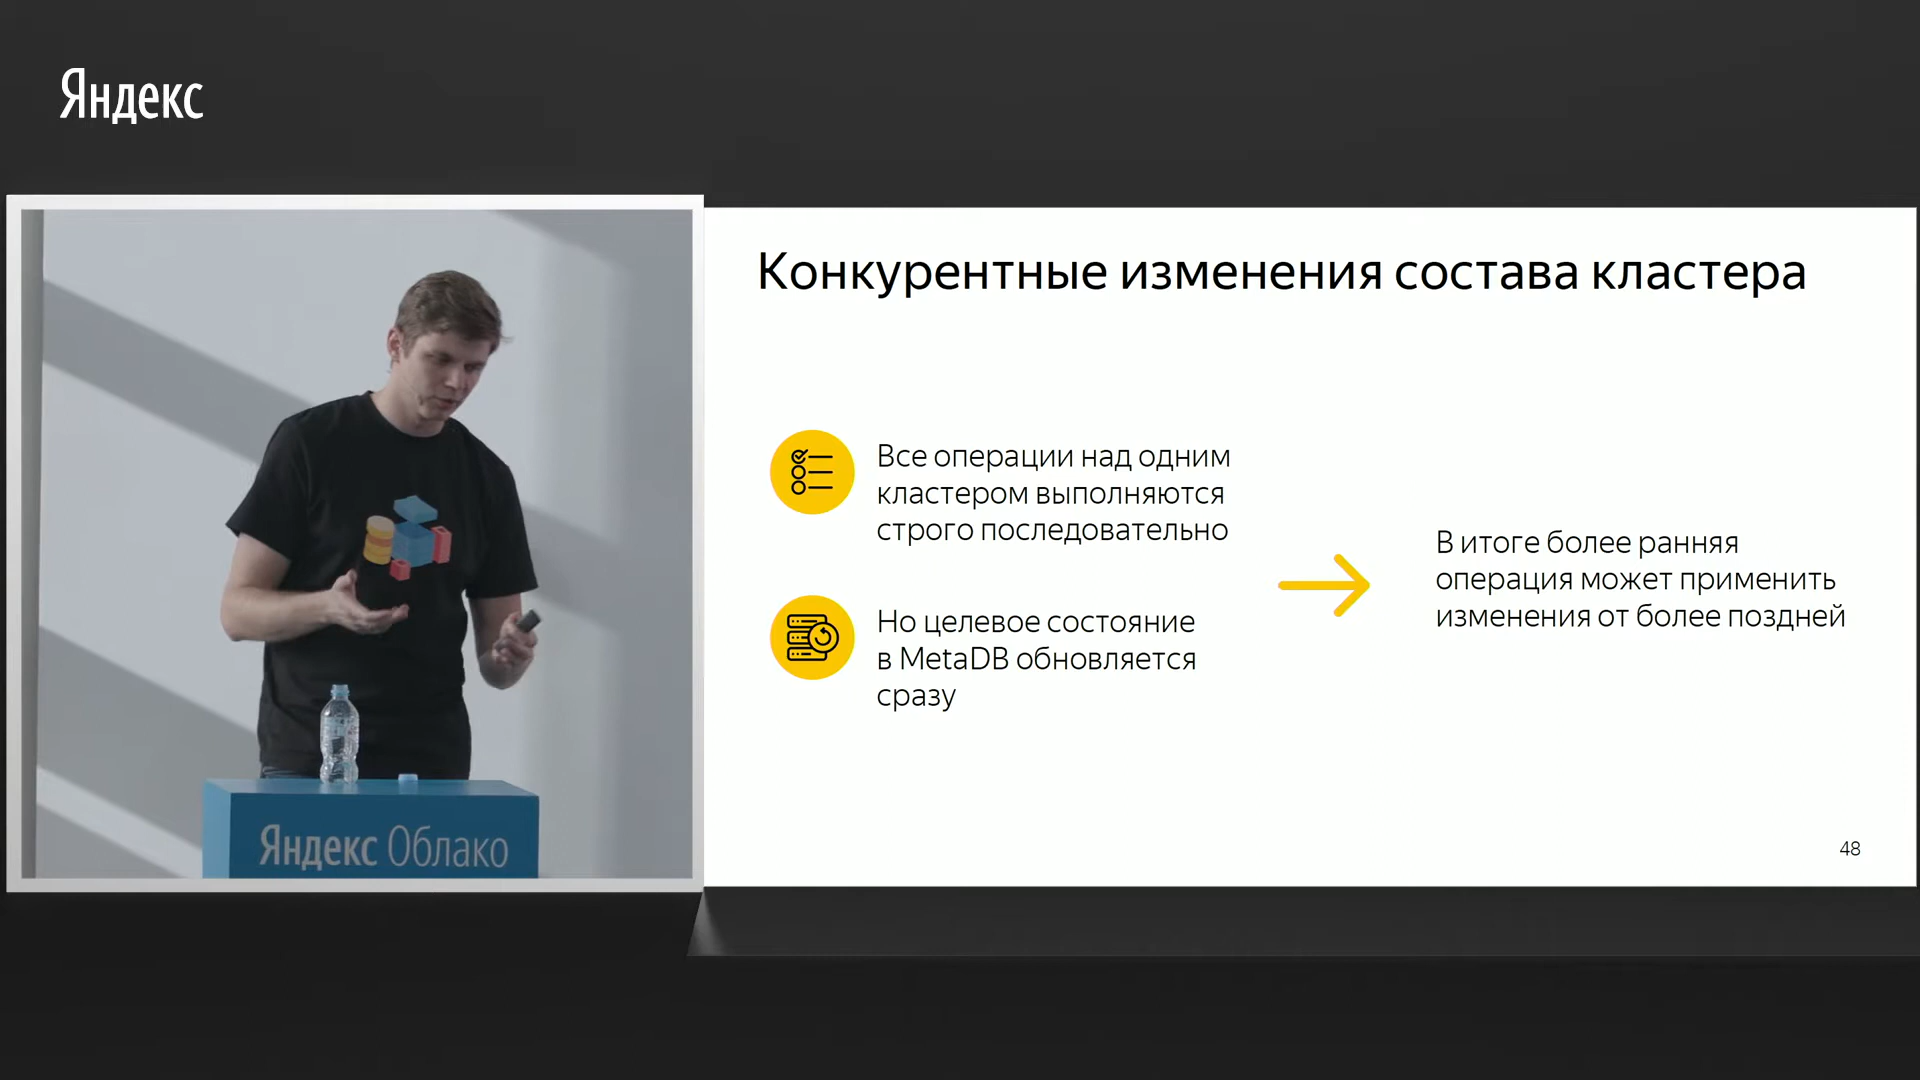 Яндекс
Конкурентные изменения состава кластера
Все операции над одним
кластером выполняются
строго последовательно
Но целевое состояние
в MetaDB обновляется
сразу
В итоге более ранняя
операция может применить
изменения от более поздней
48
Яндекс Облако